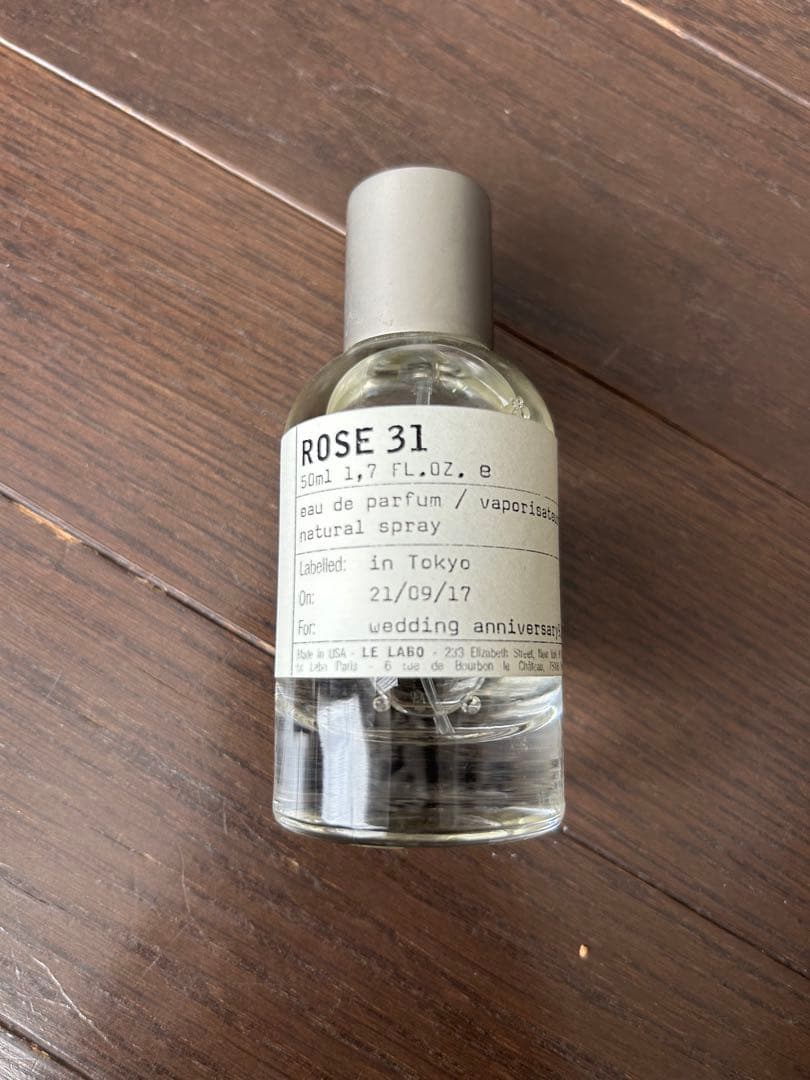 ROSE 31
50ml 1,7 FL.OZ. e
eau de parfum / vaporisateu
natural spray
Labelled: in Tokyo
On: 21/09/17
For: wedding anniversary
Made in USA - LE LABO - 233 Elizabeth Street, New York
Le Labo Paris - 6 rue de Bourbon le Château,